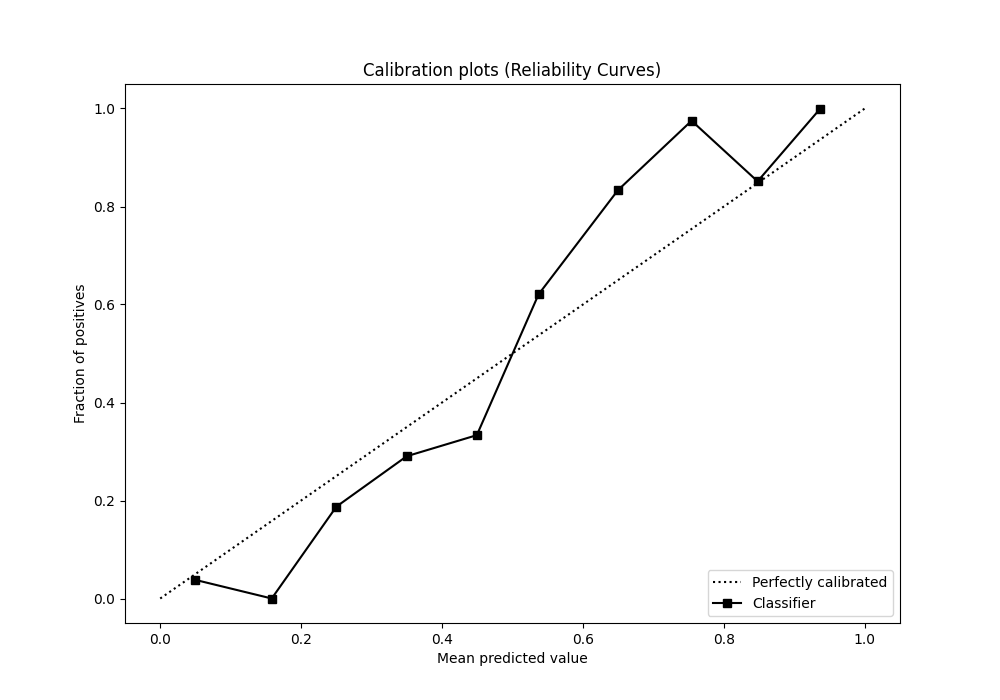 Calibration plots (Reliability Curves)
1.0
0.8
0.6
0.4
0.2
0.0
Fraction of positives
Perfectly calibrated
Classifier
0.0 0.2 0.4 0.6 0.8 1.0
Mean predicted value